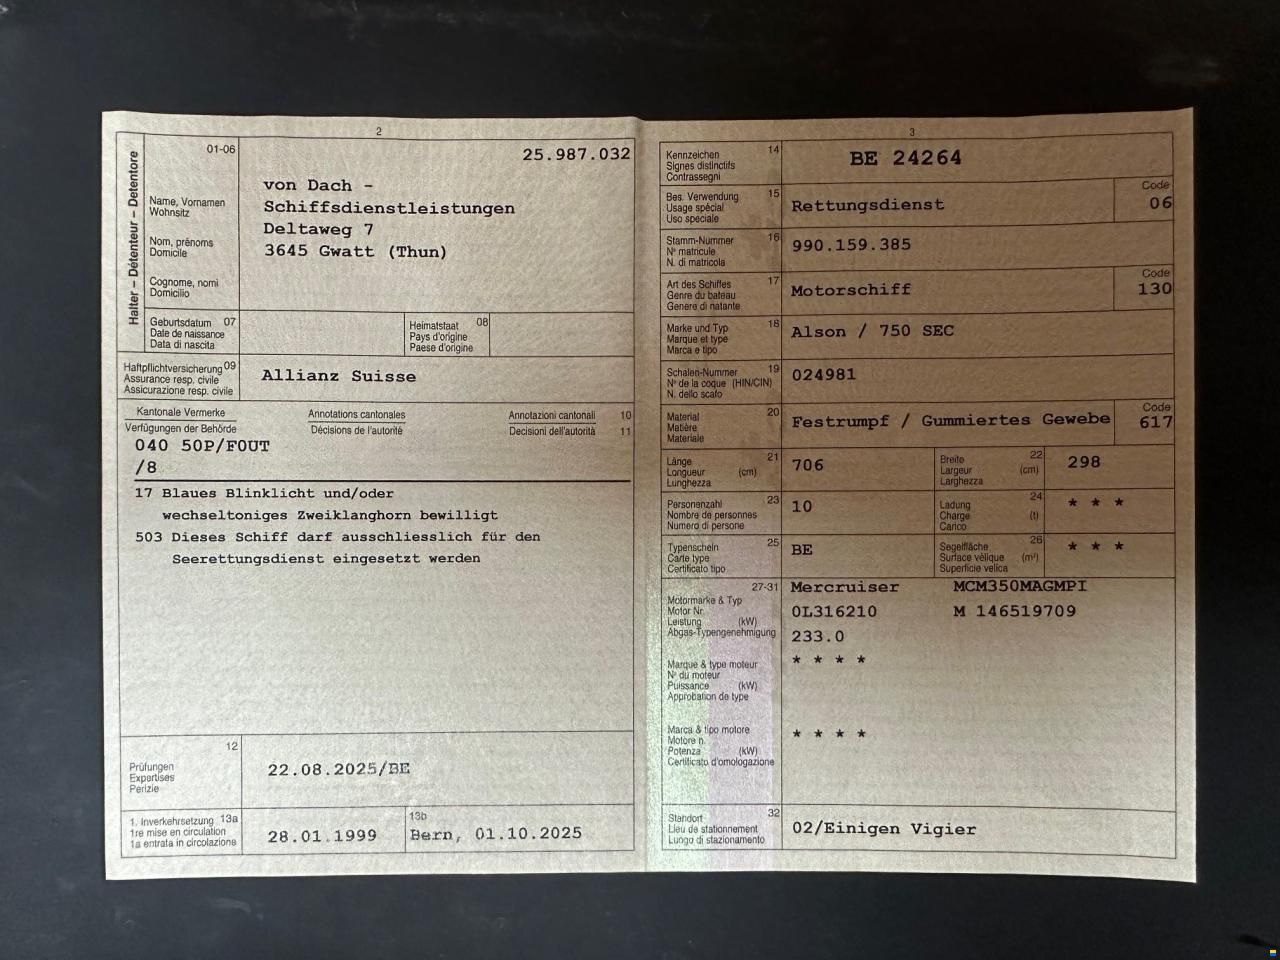 2
Halter – Détenteur – Detentore
01-06
25.987.032
Name, Vornamen
Wohnsitz
Nom, prénoms
Domicile
Cognome, nomi
Domicilio
von Dach -
Schiffsdienstleistungen
Deltaweg 7
3645 Gwatt (Thun)
Geburtsdatum 07
Date de naissance
Data di nascita
Heimatstaat 08
Pays d'origine
Paese d'origine
Haftpflichtversicherung 09
Assurance resp. civile
Assicurazione resp. civile
Allianz Suisse
Kantonale Vermerke Annotations cantonales Annotazioni cantonali 10
Verfügungen der Behörde Décisions de l'autorité Decisioni dell'autorità 11
040 50P/F0UT
/8
17 Blaues Blinklicht und/oder
wechseltoniges Zweiklanghorn bewilligt
503 Dieses Schiff darf ausschliesslich für den
Seerettungsdienst eingesetzt werden
12
Prüfungen
Expertises
Perizie
22.08.2025/BE
1. Inverkehrsetzung 13a
1re mise en circulation
1a entrata in circolazione
28.01.1999
13b
Bern, 01.10.2025
3
Kennzeichen 14
Signes distinctifs
Contrassegni
BE 24264
Bes. Verwendung 15
Usage spécial
Uso speciale
Rettungsdienst
Code
06
Stamm-Nummer 16
N° matricule
N. di matricola
990.159.385
Art des Schiffes 17
Genre du bateau
Genere di natante
Motorschiff
Code
130
Marke und Typ 18
Marque et type
Marca e tipo
Alson / 750 SEC
Schalen-Nummer 19
N° de la coque (HIN/CIN)
N. dello scafo
024981
Material 20
Matière
Materiale
Festrumpf / Gummiertes Gewebe
Code
617
Länge 21
Longueur (cm)
Lunghezza
706
Breite 22
Largeur (cm)
Larghezza
298
Personenzahl 23
Nombre de personnes
Numero di persone
10
Ladung 24
Charge (t)
Carico
* * *
Typenschein 25
Carte type
Certificato tipo
BE
Segelfläche 26
Surface vélique (m²)
Superficie velica
* * *
27-31
Motormarke & Typ
Motor Nr.
Leistung (kW)
Abgas-Typengenehmigung
Mercruiser MCM350MAGMPI
0L316210 M 146519709
233.0
* * * *
Marque & type moteur
N° du moteur
Puissance (kW)
Approbation de type
Marca & tipo motore
Motore n.
Potenza (kW)
Certificato d'omologazione
* * * *
Standort 32
Lieu de stationnement
Luogo di stazionamento
02/Einigen Vigier